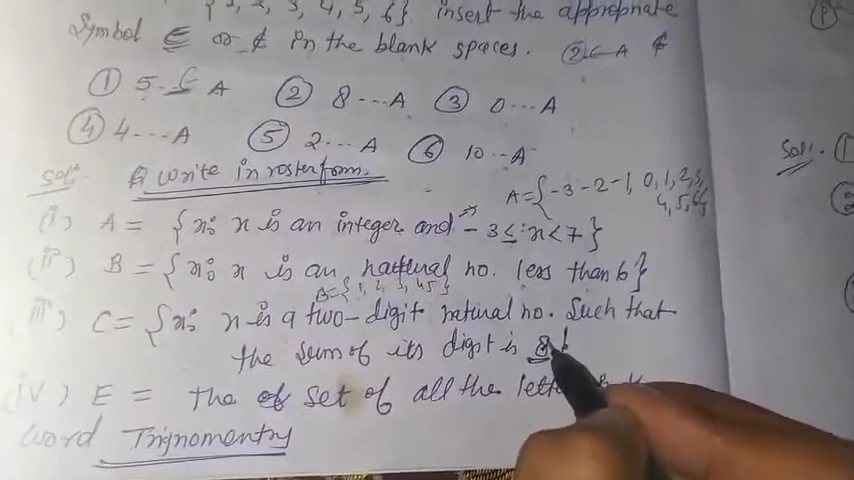 {1, 2, 3, 4, 5, 6} insert the appropriate
Symbol ∈ or ∉ in the blank spaces. (2) A ∉
(1) 5 ∈ A (2) 8 ... A (3) 0 ... A
(4) 4 .... A (5) 2 ... A (6) 10 ... A
Sol:- Write in roster form.
A = {-3 -2 -1, 0, 1, 2, 3,
4, 5, 6}
(i) A = {x: x is an integer and -3 ≤ x < 7}
(ii) B = {x: x is an natural no. less than 6}
B = {1, 2, 3, 4 5}
(iii) C = {x: x is a two-digit natural no. Such that
the sum of its digit is 8}
(iv) E = the of set of all the
word Trignomentry
Sol:. (1)
(2)